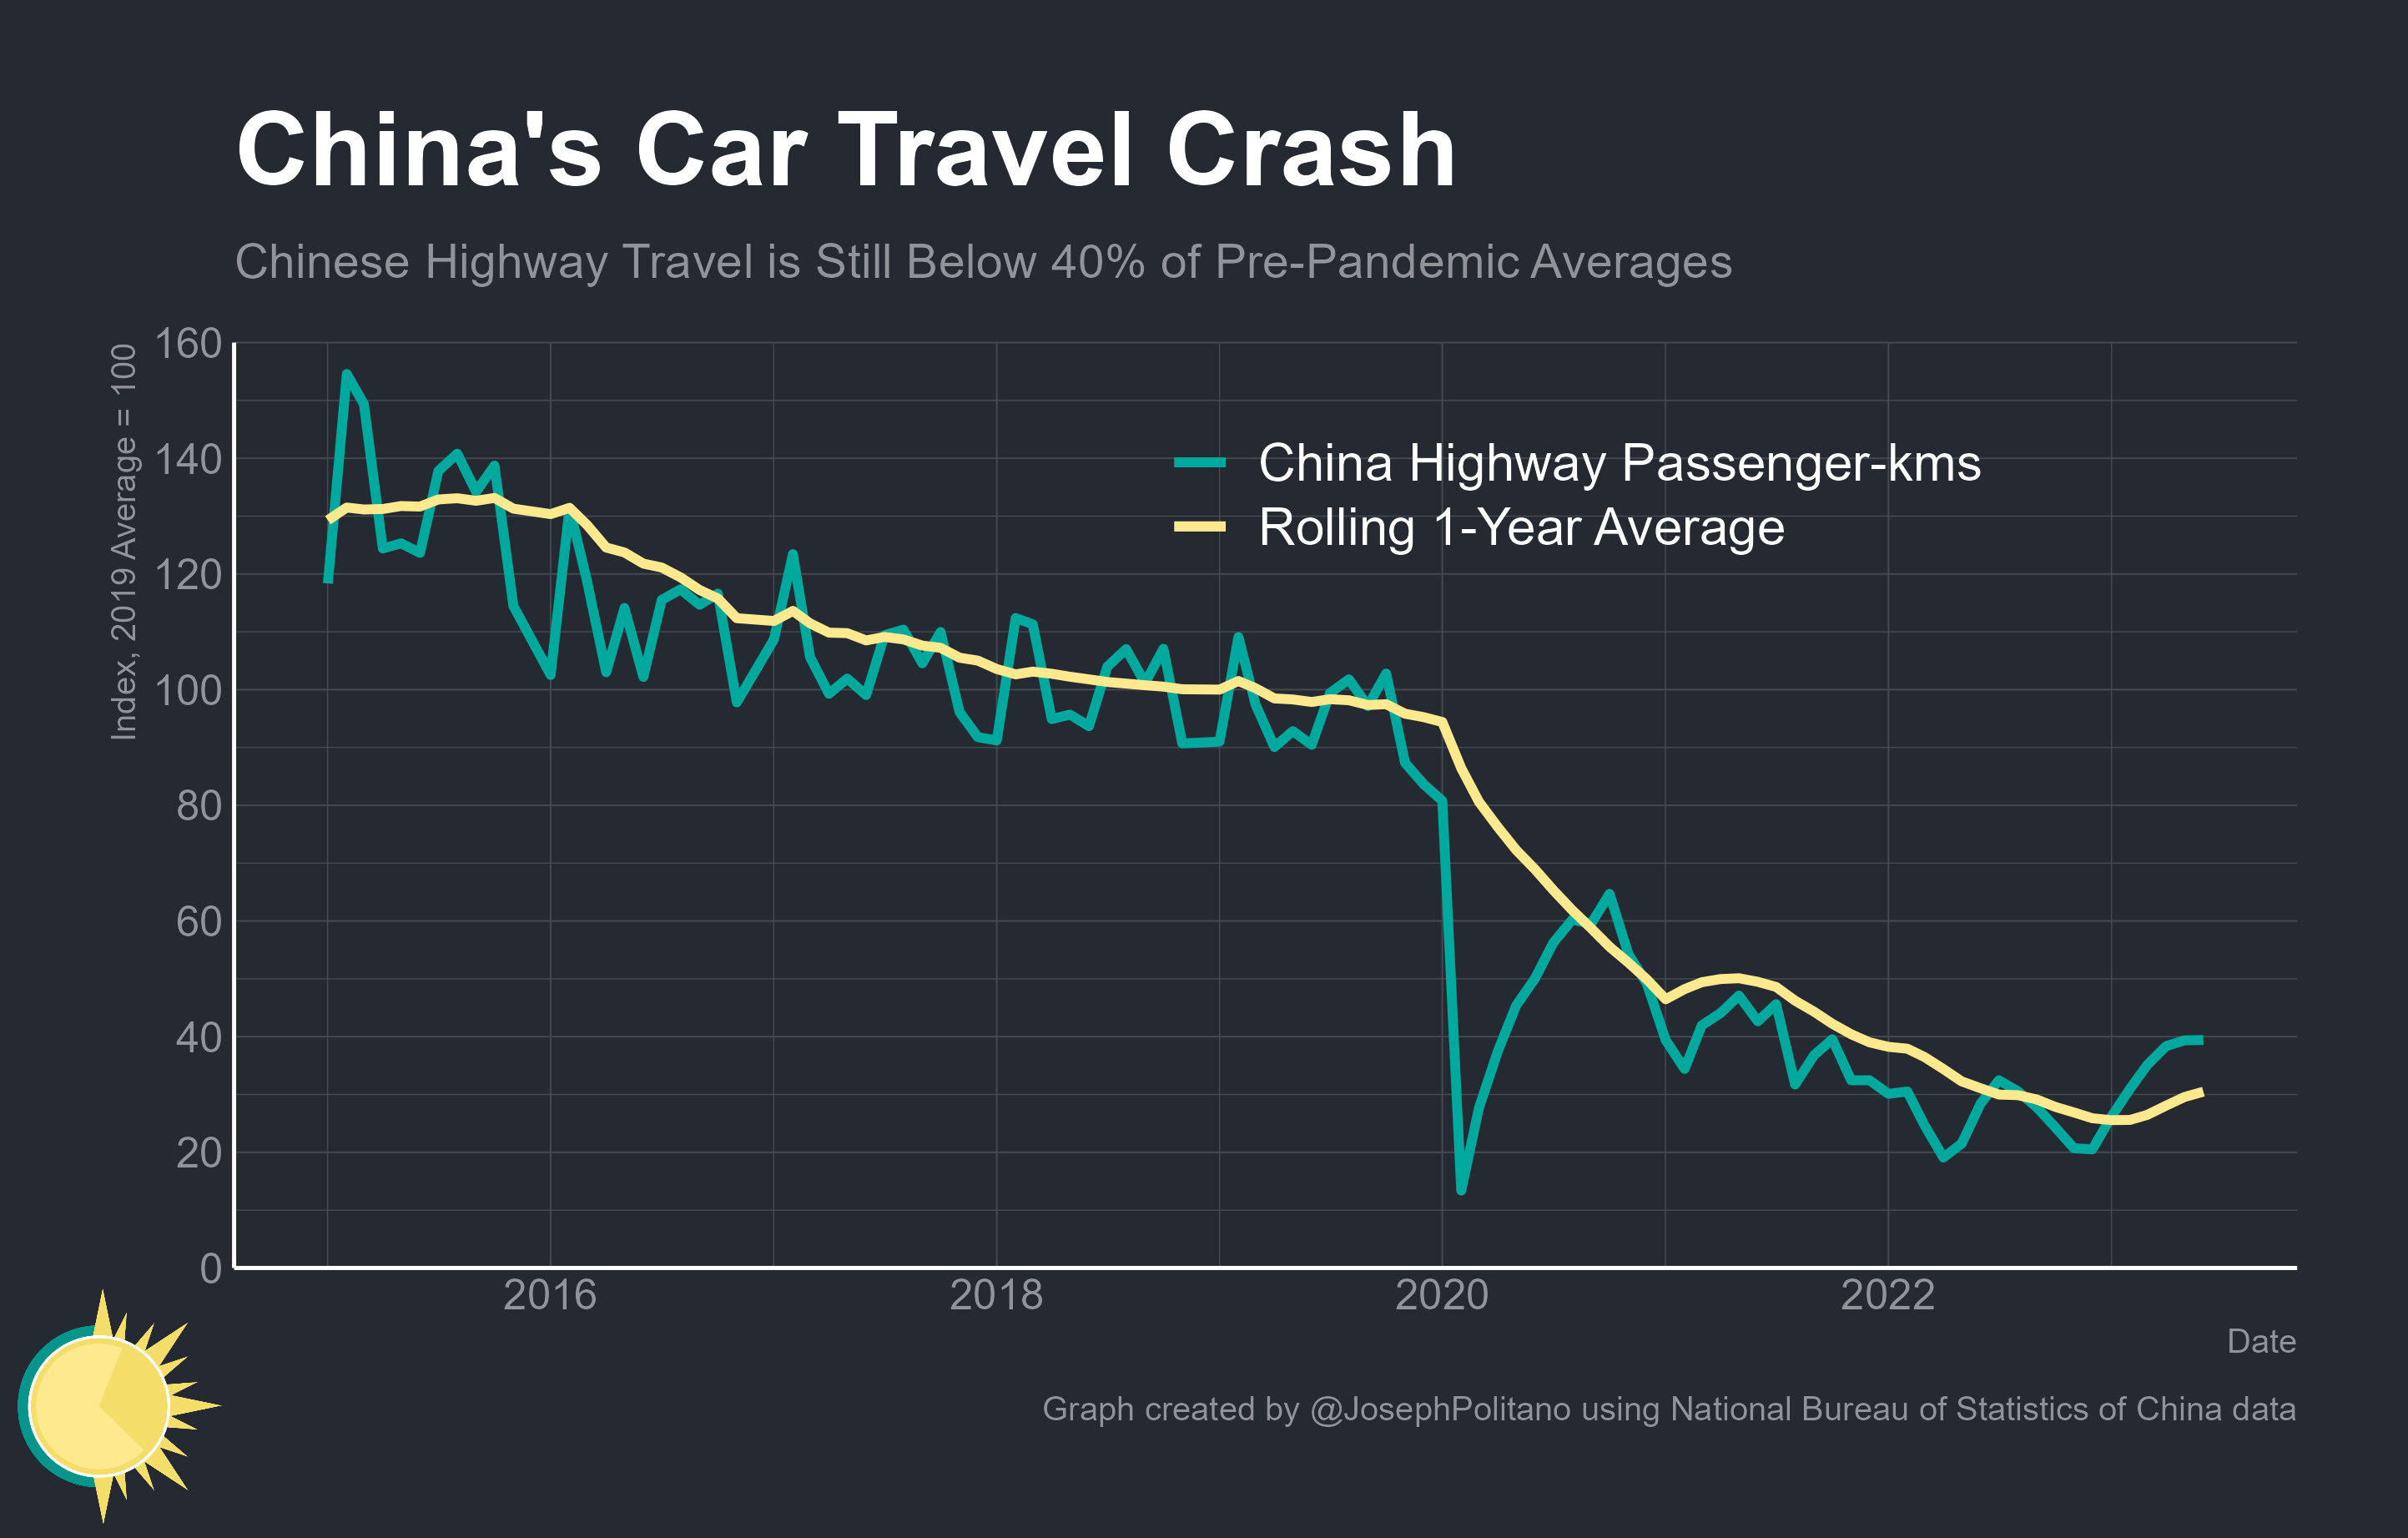 China's Car Travel Crash
Chinese Highway Travel is Still Below 40% of Pre-Pandemic Averages
Index, 2019 Average = 100
160
140
120
100
80
60
40
20
0
China Highway Passenger-kms
Rolling 1-Year Average
2016 2018 2020 2022
Date
Graph created by @JosephPolitano using National Bureau of Statistics of China data